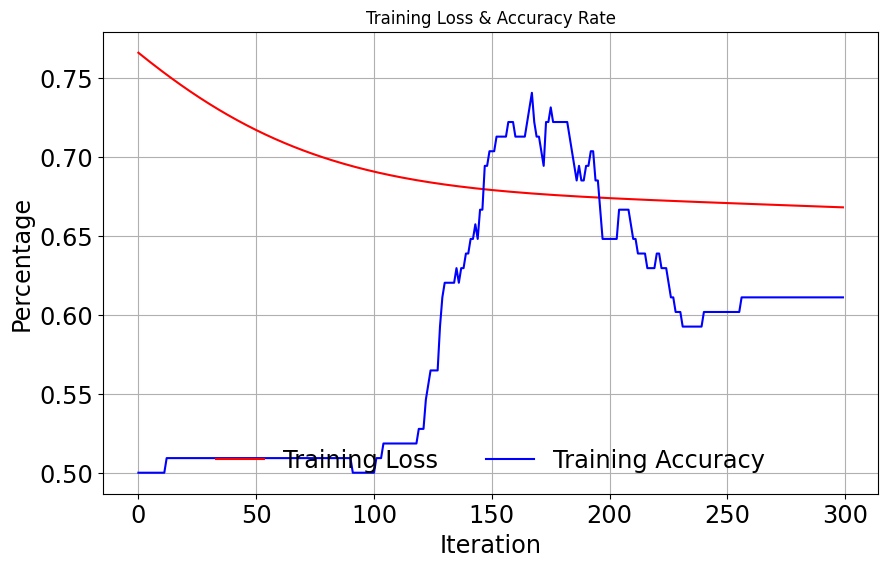 Training Loss & Accuracy Rate
0.75
0.70
0.65
0.60
0.55
0.50
Percentage
Training Loss
Training Accuracy
0 50 100 150 200 250 300
Iteration